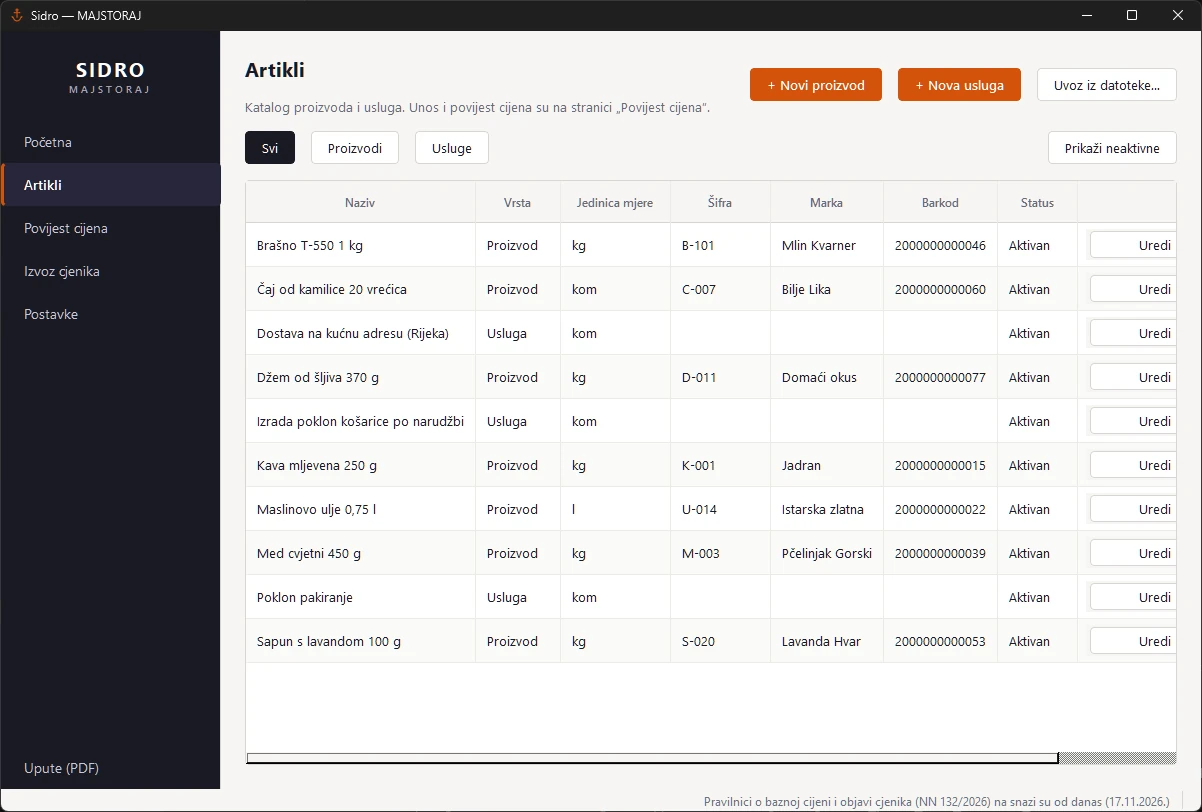 Sidro — MAJSTORAJ
SIDRO
MAJSTORAJ
Početna
Artikli
Povijest cijena
Izvoz cjenika
Postavke
Upute (PDF)
Artikli
Katalog proizvoda i usluga. Unos i povijest cijena su na stranici „Povijest cijena”.
+ Novi proizvod
+ Nova usluga
Uvoz iz datoteke...
Svi
Proizvodi
Usluge
Prikaži neaktivne
Naziv Vrsta Jedinica mjere Šifra Marka Barkod Status
Brašno T-550 1 kg Proizvod kg B-101 Mlin Kvarner 2000000000046 Aktivan Uredi
Čaj od kamilice 20 vrećica Proizvod kom C-007 Bilje Lika 2000000000060 Aktivan Uredi
Dostava na kućnu adresu (Rijeka) Usluga kom Aktivan Uredi
Džem od šljiva 370 g Proizvod kg D-011 Domaći okus 2000000000077 Aktivan Uredi
Izrada poklon košarice po narudžbi Usluga kom Aktivan Uredi
Kava mljevena 250 g Proizvod kg K-001 Jadran 2000000000015 Aktivan Uredi
Maslinovo ulje 0,75 l Proizvod l U-014 Istarska zlatna 2000000000022 Aktivan Uredi
Med cvjetni 450 g Proizvod kg M-003 Pčelinjak Gorski 2000000000039 Aktivan Uredi
Poklon pakiranje Usluga kom Aktivan Uredi
Sapun s lavandom 100 g Proizvod kg S-020 Lavanda Hvar 2000000000053 Aktivan Uredi
Pravilnici o baznoj cijeni i objavi cjenika (NN 132/2026) na snazi su od danas (17.11.2026.)